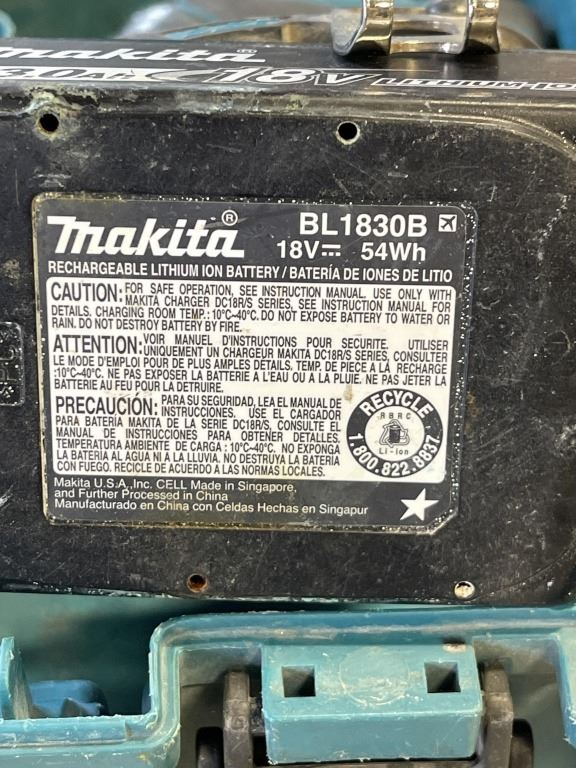 makita
3.0Ah 18V LITHIUM-IO
makita® BL1830B
18V 54Wh
RECHARGEABLE LITHIUM ION BATTERY / BATERÍA DE IONES DE LITIO
CAUTION: FOR SAFE OPERATION, SEE INSTRUCTION MANUAL. USE ONLY WITH
MAKITA CHARGER DC18R/S SERIES, SEE INSTRUCTION MANUAL FOR
DETAILS. CHARGING ROOM TEMP.: 10°C~40°C. DO NOT EXPOSE BATTERY TO WATER OR
RAIN. DO NOT DESTROY BATTERY BY FIRE.
ATTENTION: VOIR MANUEL D'INSTRUCTIONS POUR SECURITE. UTILISER
UNIQUEMENT UN CHARGEUR MAKITA DC18R/S SERIES, CONSULTER
LE MODE D'EMPLOI POUR DE PLUS AMPLES DETAILS. TEMP. DE PIECE A LA RECHARGE
:10°C~40°C. NE PAS EXPOSER BATTERIE A L'EAU OU A LA PLUIE. NE PAS JETER LA
BATTERIE AU FEU POUR LA DETRUIRE.
PRECAUCIÓN: PARA SU SEGURIDAD, LEA EL MANUAL DE
INSTRUCCIONES. USE EL CARGADOR
PARA BATERIA MAKITA DE LA SERIE DC18R/S, CONSULTE EL
MANUAL DE INSTRUCCIONES PARA OBTENER DETALLES.
TEMPERATURA AMBIENTE DE CARGA : 10°C~40°C. NO EXPONGA
LA BATERIA AL AGUA NI A LA LLUVIA. NO DESTRUYA LA BATERIA
CON FUEGO. RECICLE DE ACUERDO A LAS NORMAS LOCALES.
RECYCLE
RBRC
Li-ion
1.800.822.8837
Makita U.S.A.,Inc. CELL Made in Singapore,
and Further Processed in China
Manufacturado en China con Celdas Hechas en Singapur